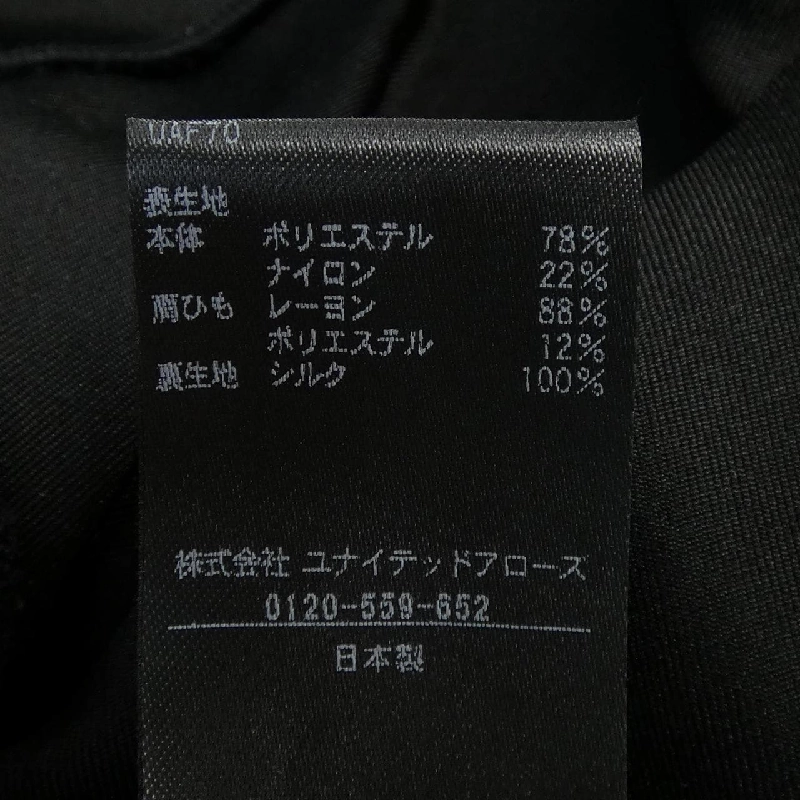 UAF70
表生地
本体 ポリエステル 78%
ナイロン 22%
肩ひも レーヨン 88%
ポリエステル 12%
裏生地 シルク 100%
株式会社 ユナイテッドアローズ
0120-559-652
日本製